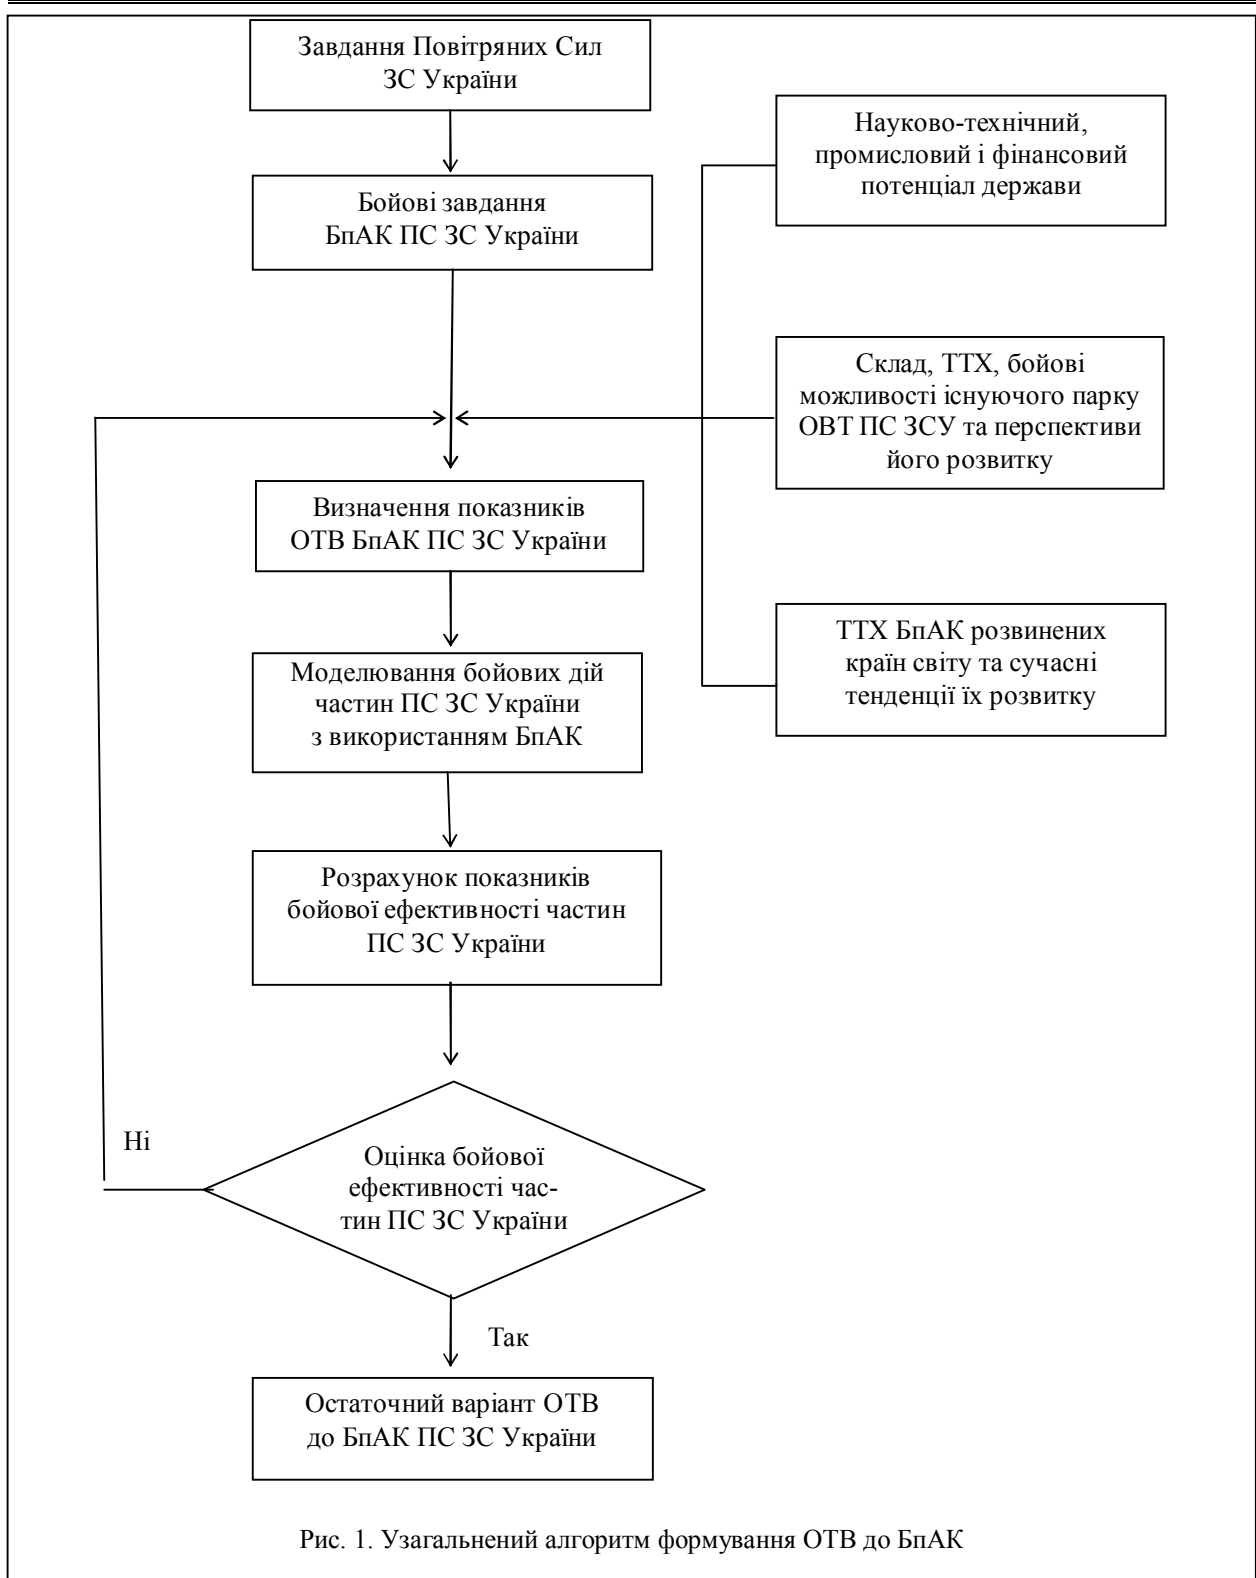 Завдання Повітряних Сил
ЗС України
Бойові завдання
БпАК ПС ЗС України
Науково-технічний,
промисловий і фінансовий
потенціал держави
Склад, ТТХ, бойові
можливості існуючого парку
ОВТ ПС ЗСУ та перспективи
його розвитку
Визначення показників
ОТВ БпАК ПС ЗС України
ТТХ БпАК розвинених
країн світу та сучасні
тенденції їх розвитку
Моделювання бойових дій
частин ПС ЗС України
з використанням БпАК
Розрахунок показників
бойової ефективності частин
ПС ЗС України
Ні
Оцінка бойової
ефективності час-
тин ПС ЗС України
Так
Остаточний варіант ОТВ
до БпАК ПС ЗС України
Рис. 1. Узагальнений алгоритм формування ОТВ до БпАК